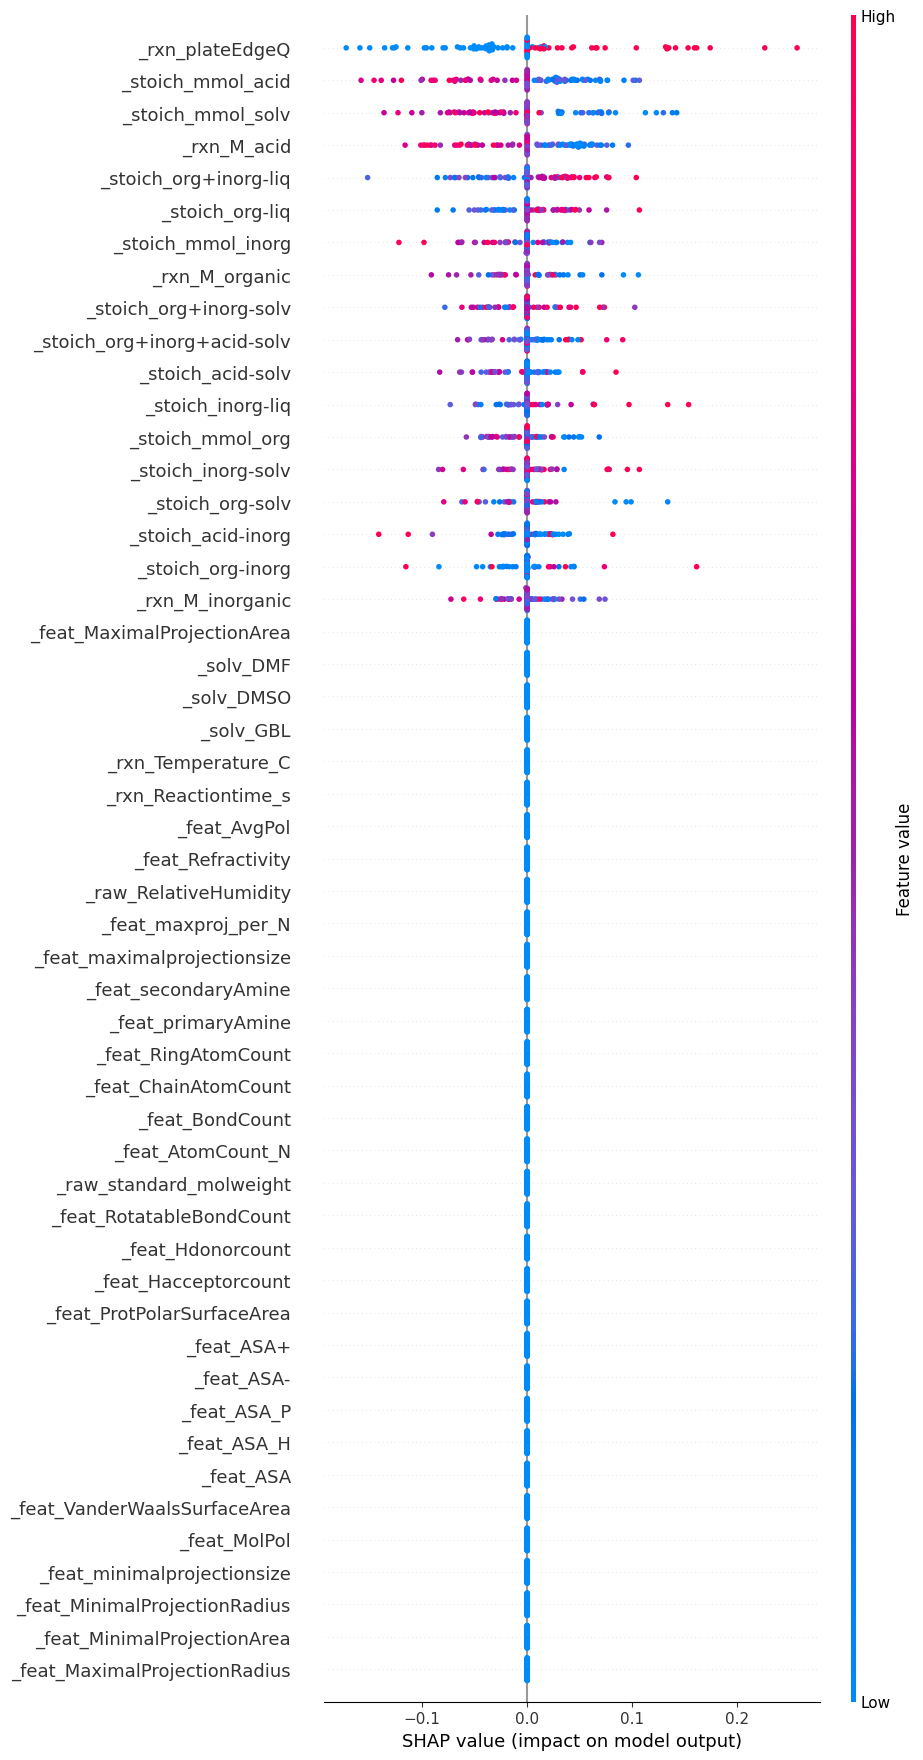 High
_rxn_plateEdgeQ
_stoich_mmol_acid
_stoich_mmol_solv
_rxn_M_acid
_stoich_org+inorg-liq
_stoich_org-liq
_stoich_mmol_inorg
_rxn_M_organic
_stoich_org+inorg-solv
_stoich_org+inorg+acid-solv
_stoich_acid-solv
_stoich_inorg-liq
_stoich_mmol_org
_stoich_inorg-solv
_stoich_org-solv
_stoich_acid-inorg
_stoich_org-inorg
_rxn_M_inorganic
_feat_MaximalProjectionArea
_solv_DMF
_solv_DMSO
_solv_GBL
_rxn_Temperature_C
_rxn_Reactiontime_s
_feat_AvgPol
_feat_Refractivity
_raw_RelativeHumidity
_feat_maxproj_per_N
_feat_maximalprojectionsize
_feat_secondaryAmine
_feat_primaryAmine
_feat_RingAtomCount
_feat_ChainAtomCount
_feat_BondCount
_feat_AtomCount_N
_raw_standard_molweight
_feat_RotatableBondCount
_feat_Hdonorcount
_feat_Hacceptorcount
_feat_ProtPolarSurfaceArea
_feat_ASA+
_feat_ASA-
_feat_ASA_P
_feat_ASA_H
_feat_ASA
_feat_VanderWaalsSurfaceArea
_feat_MolPol
_feat_minimalprojectionsize
_feat_MinimalProjectionRadius
_feat_MinimalProjectionArea
_feat_MaximalProjectionRadius
Feature value
Low
−0.1 0.0 0.1 0.2
SHAP value (impact on model output)